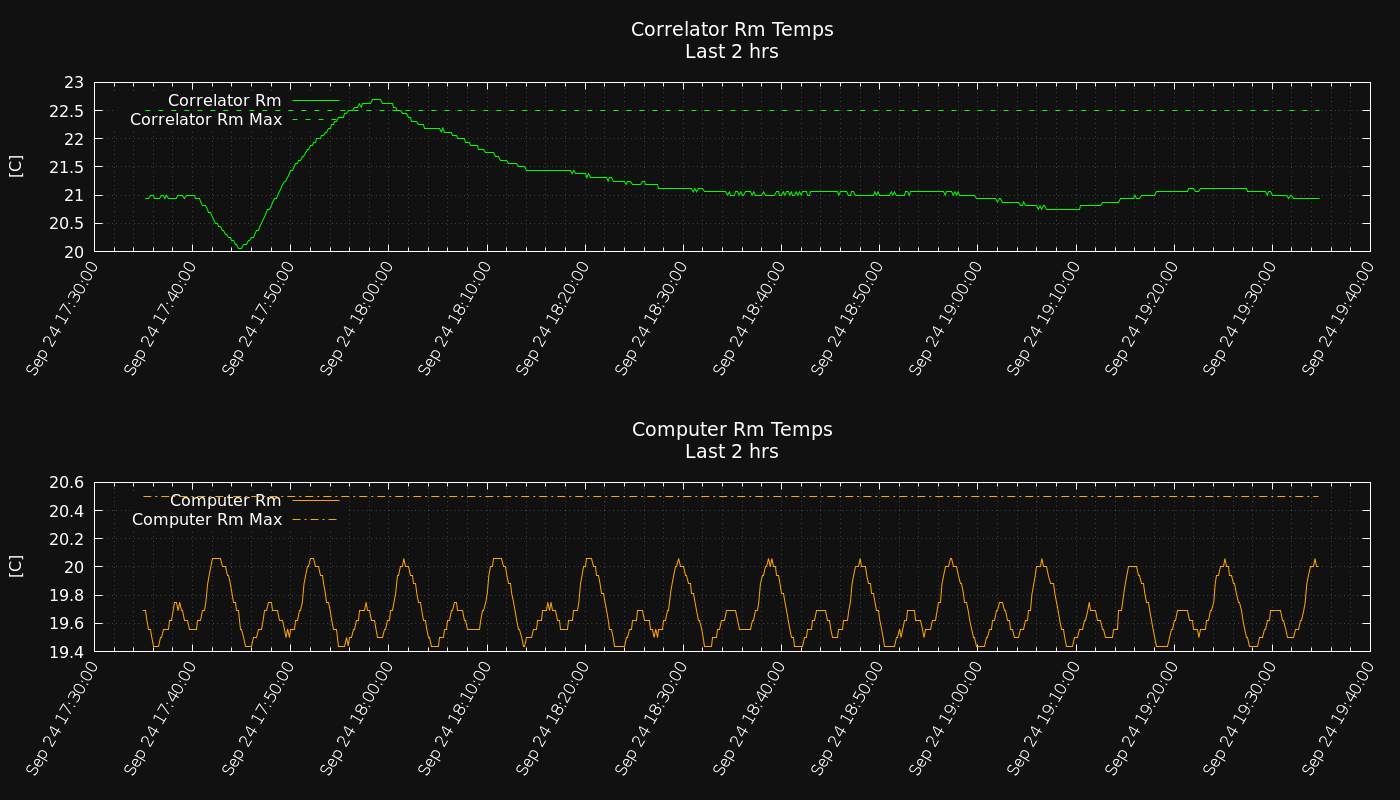 Correlator Rm Temps
Last 2 hrs
23
22.5
22
21.5
21
20.5
20
[C]
Correlator Rm
Correlator Rm Max
Sep 24 17:30:00
Sep 24 17:40:00
Sep 24 17:50:00
Sep 24 18:00:00
Sep 24 18:10:00
Sep 24 18:20:00
Sep 24 18:30:00
Sep 24 18:40:00
Sep 24 18:50:00
Sep 24 19:00:00
Sep 24 19:10:00
Sep 24 19:20:00
Sep 24 19:30:00
Sep 24 19:40:00
Computer Rm Temps
Last 2 hrs
20.6
20.4
20.2
20
19.8
19.6
19.4
[C]
Computer Rm
Computer Rm Max
Sep 24 17:30:00
Sep 24 17:40:00
Sep 24 17:50:00
Sep 24 18:00:00
Sep 24 18:10:00
Sep 24 18:20:00
Sep 24 18:30:00
Sep 24 18:40:00
Sep 24 18:50:00
Sep 24 19:00:00
Sep 24 19:10:00
Sep 24 19:20:00
Sep 24 19:30:00
Sep 24 19:40:00